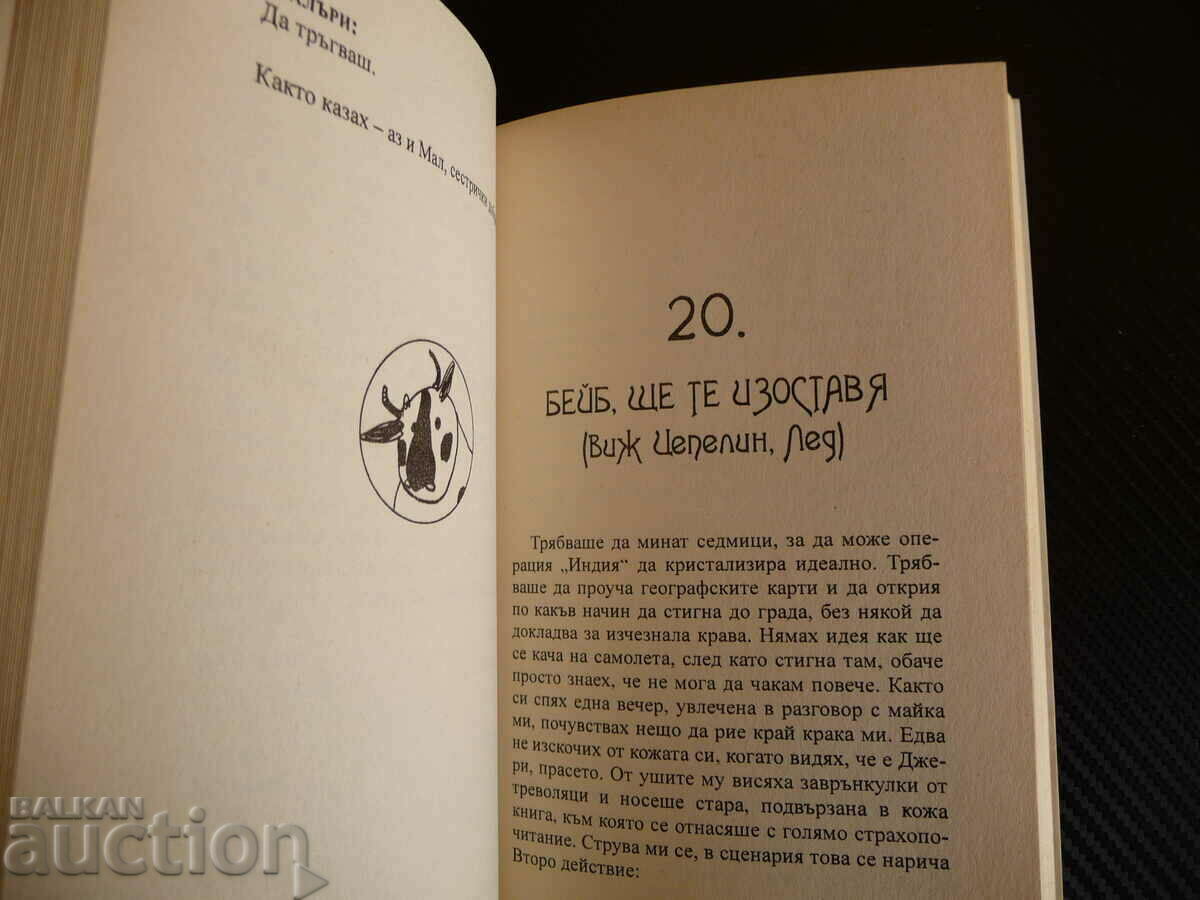 Да тръгваш.
Както казах – аз и Мал, сестрички
20.
БЕЙБ, ЩЕ ТЕ ИЗОСТАВЯ
(Виж Цепелин, Лед)
Трябваше да минат седмици, за да може опе-
рация „Индия“ да кристализира идеално. Тряб-
ваше да проуча географските карти и да открия
по какъв начин да стигна до града, без някой да
докладва за изчезнала крава. Нямах идея как ще
се кача на самолета, след като стигна там, обаче
просто знаех, че не мога да чакам повече. Както
си спях една вечер, увлечена в разговор с майка
ми, почувствах нещо да рие край крака ми. Едва
не изскочих от кожата си, когато видях, че е Дже-
ри, прасето. От ушите му висяха заврънкулки от
треволяци и носеше стара, подвързана в кожа
книга, към която се отнасяше с голямо страхопо-
читание. Струва ми се, в сценария това се нарича
Второ действие:
BALKAN
auction